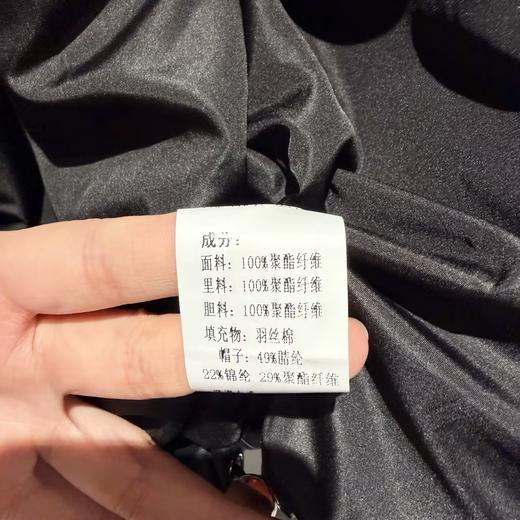 成分:
面料: 100%聚酯纤维
里料: 100%聚酯纤维
胆料: 100%聚酯纤维
填充物: 羽丝棉
帽子: 49%腈纶
22%锦纶 29%聚酯纤维